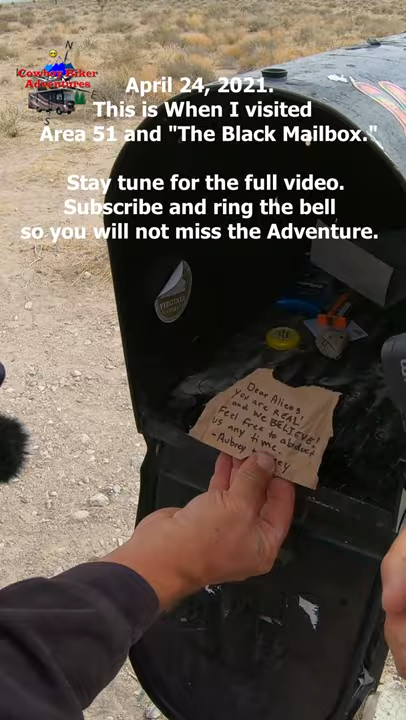 N
Cowboy Biker
Adventures
E
S
April 24, 2021.
This is When I visited
Area 51 and "The Black Mailbox."
Stay tune for the full video.
Subscribe and ring the bell
so you will not miss the Adventure.
VIRGINIA
Dear Aliens
you are REAL!
and we BELIEVE!
Feel free to abduct
us any time.
-Aubrey